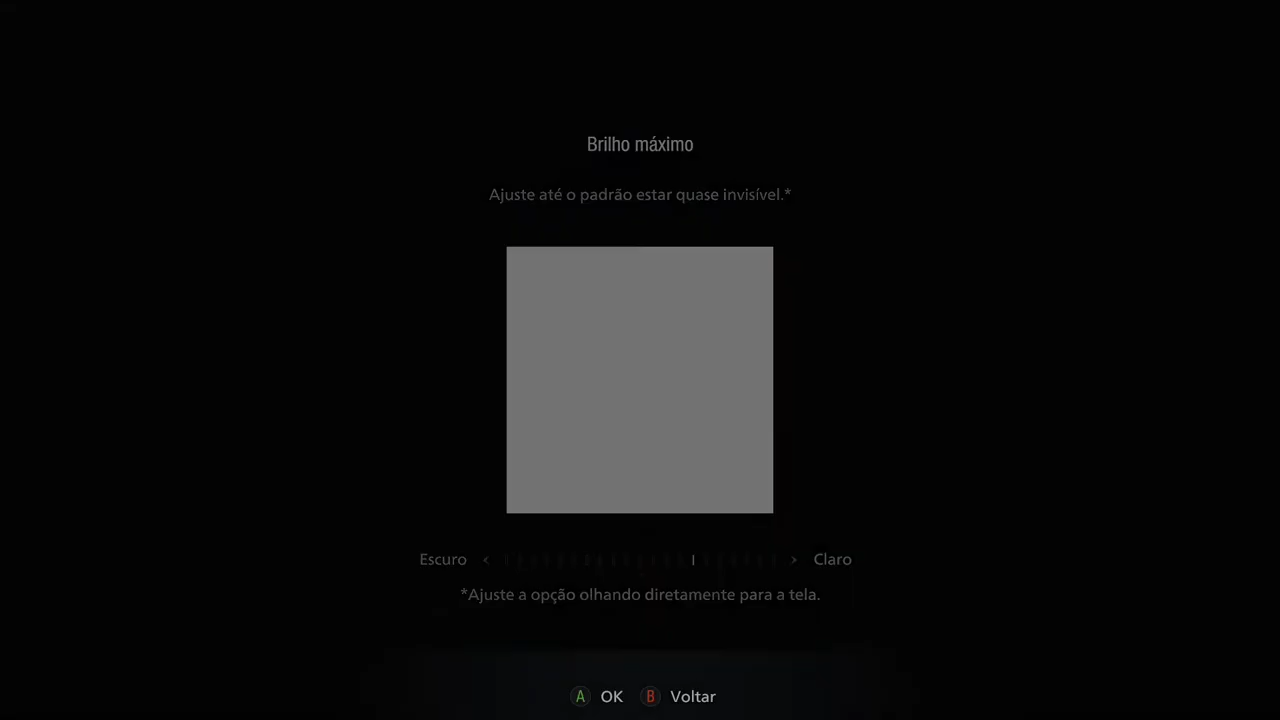 Brilho máximo
Ajuste até o padrão estar quase invisível.*
Escuro < > Claro
*Ajuste a opção olhando diretamente para a tela.
A OK B Voltar